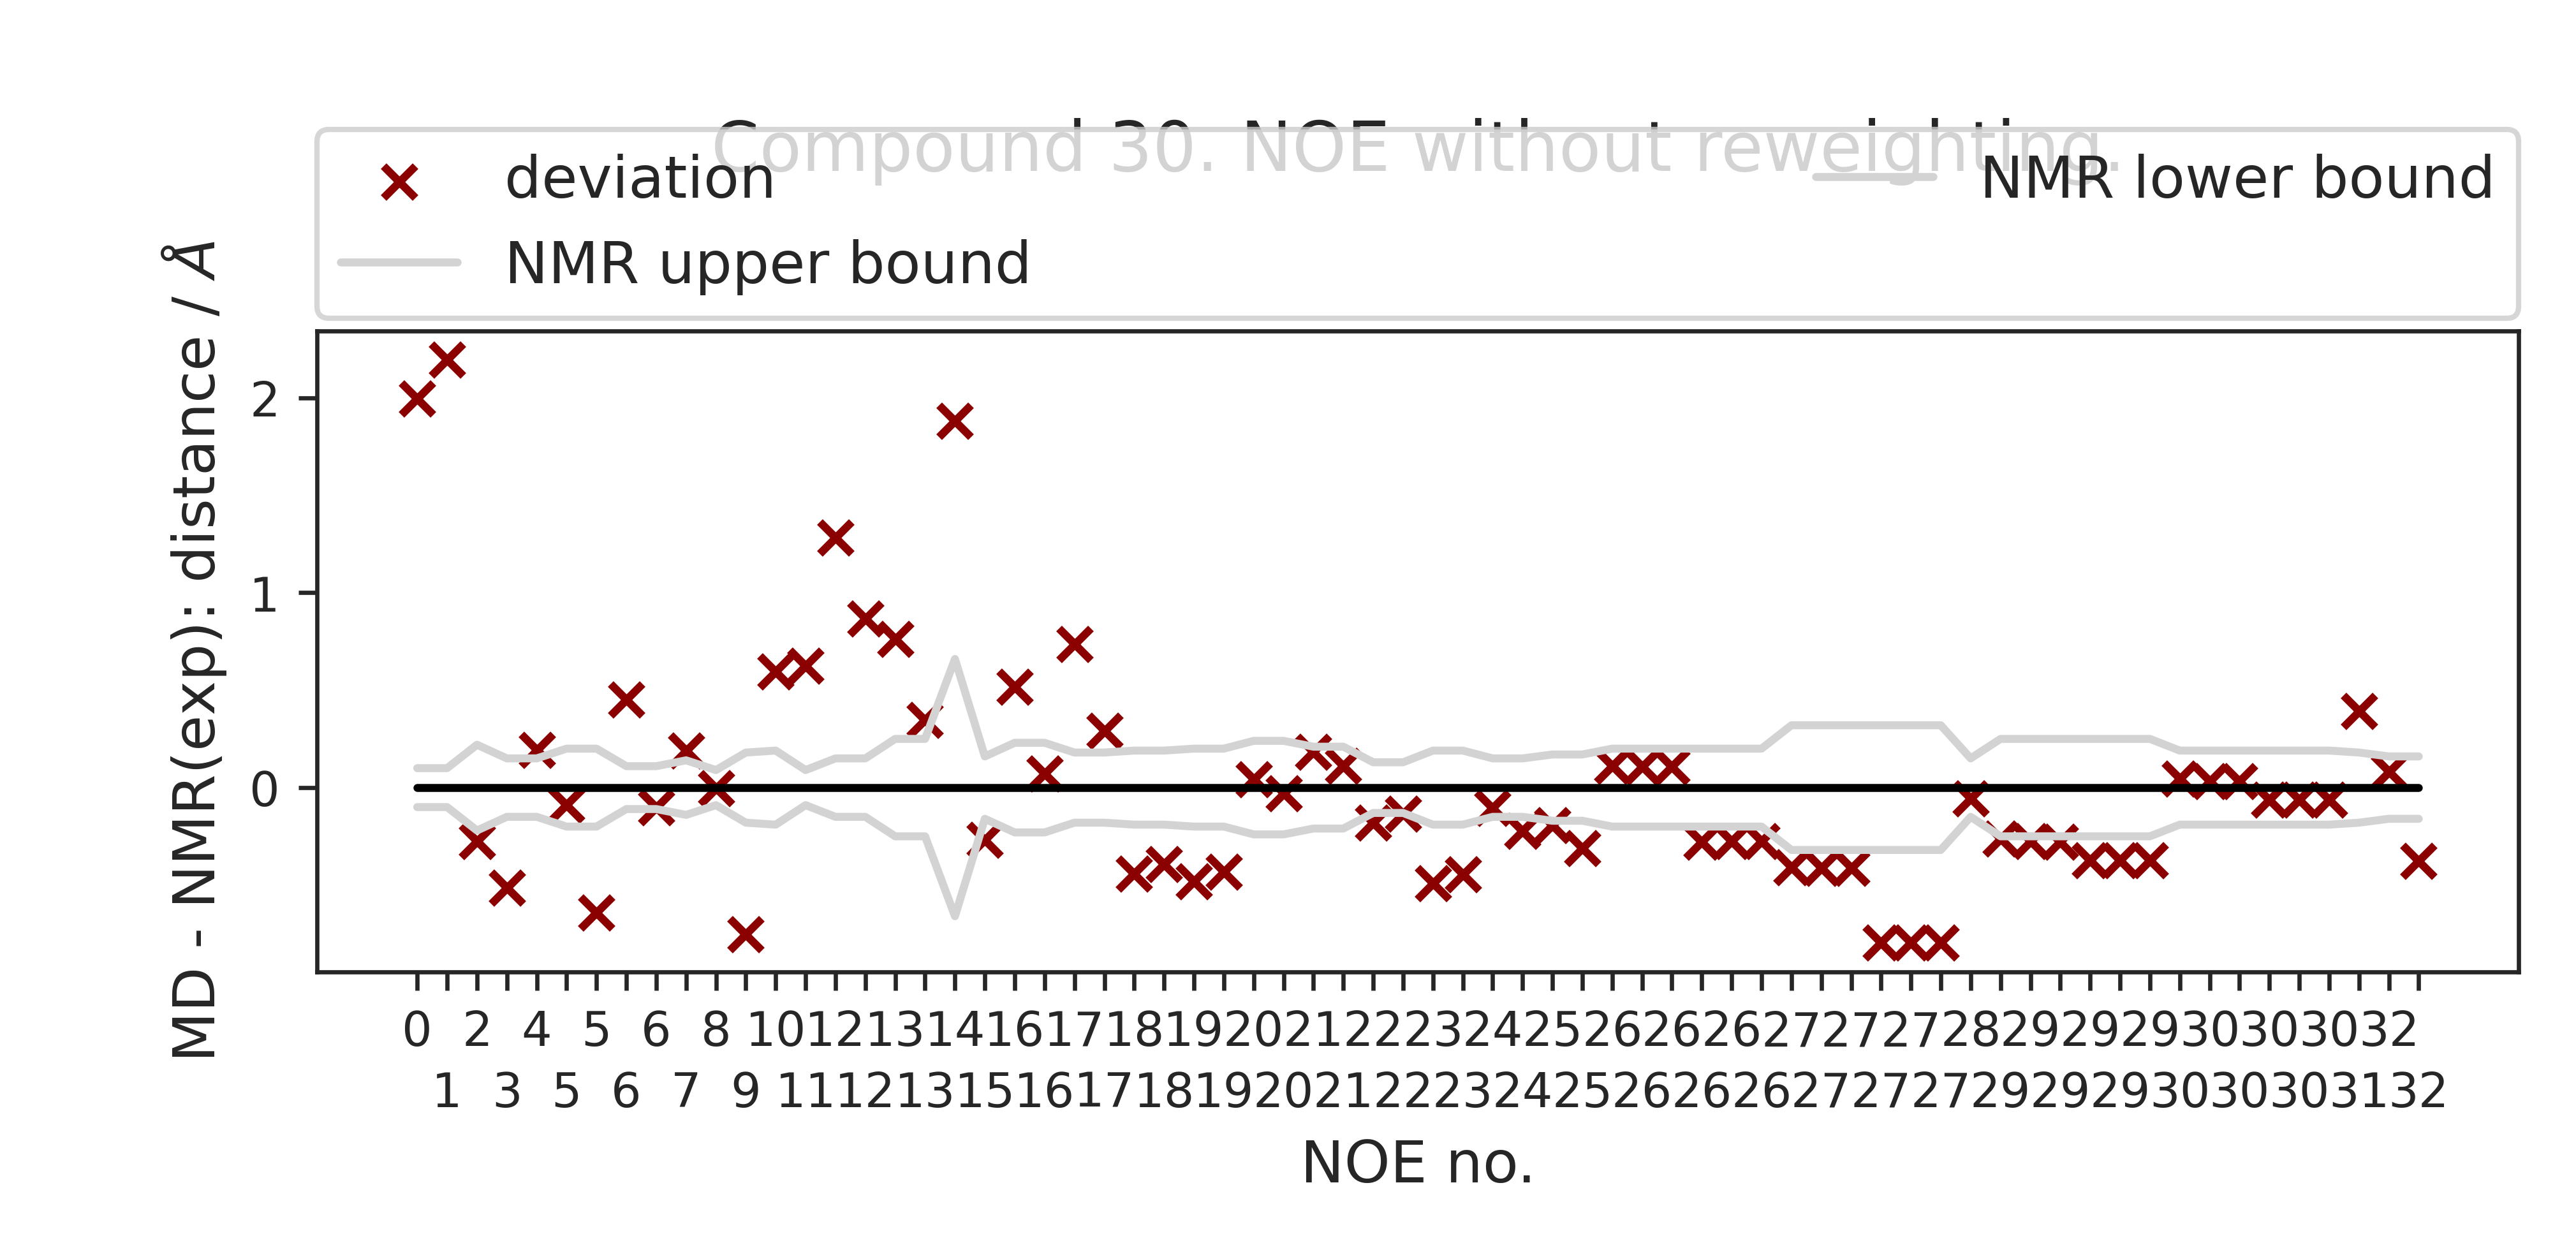 Compound 30. NOE without reweighting.
deviation
NMR upper bound
NMR lower bound
MD - NMR(exp): distance / Å
2
1
0
0 2 4 5 6 8 10 12 13 14 16 17 18 19 20 21 22 23 24 25 26 26 26 27 27 27 28 29 29 29 30 30 30 32
1 3 5 6 7 9 11 12 13 15 16 17 18 19 20 21 22 23 24 25 26 26 26 27 27 27 29 29 29 30 30 30 31 32
NOE no.